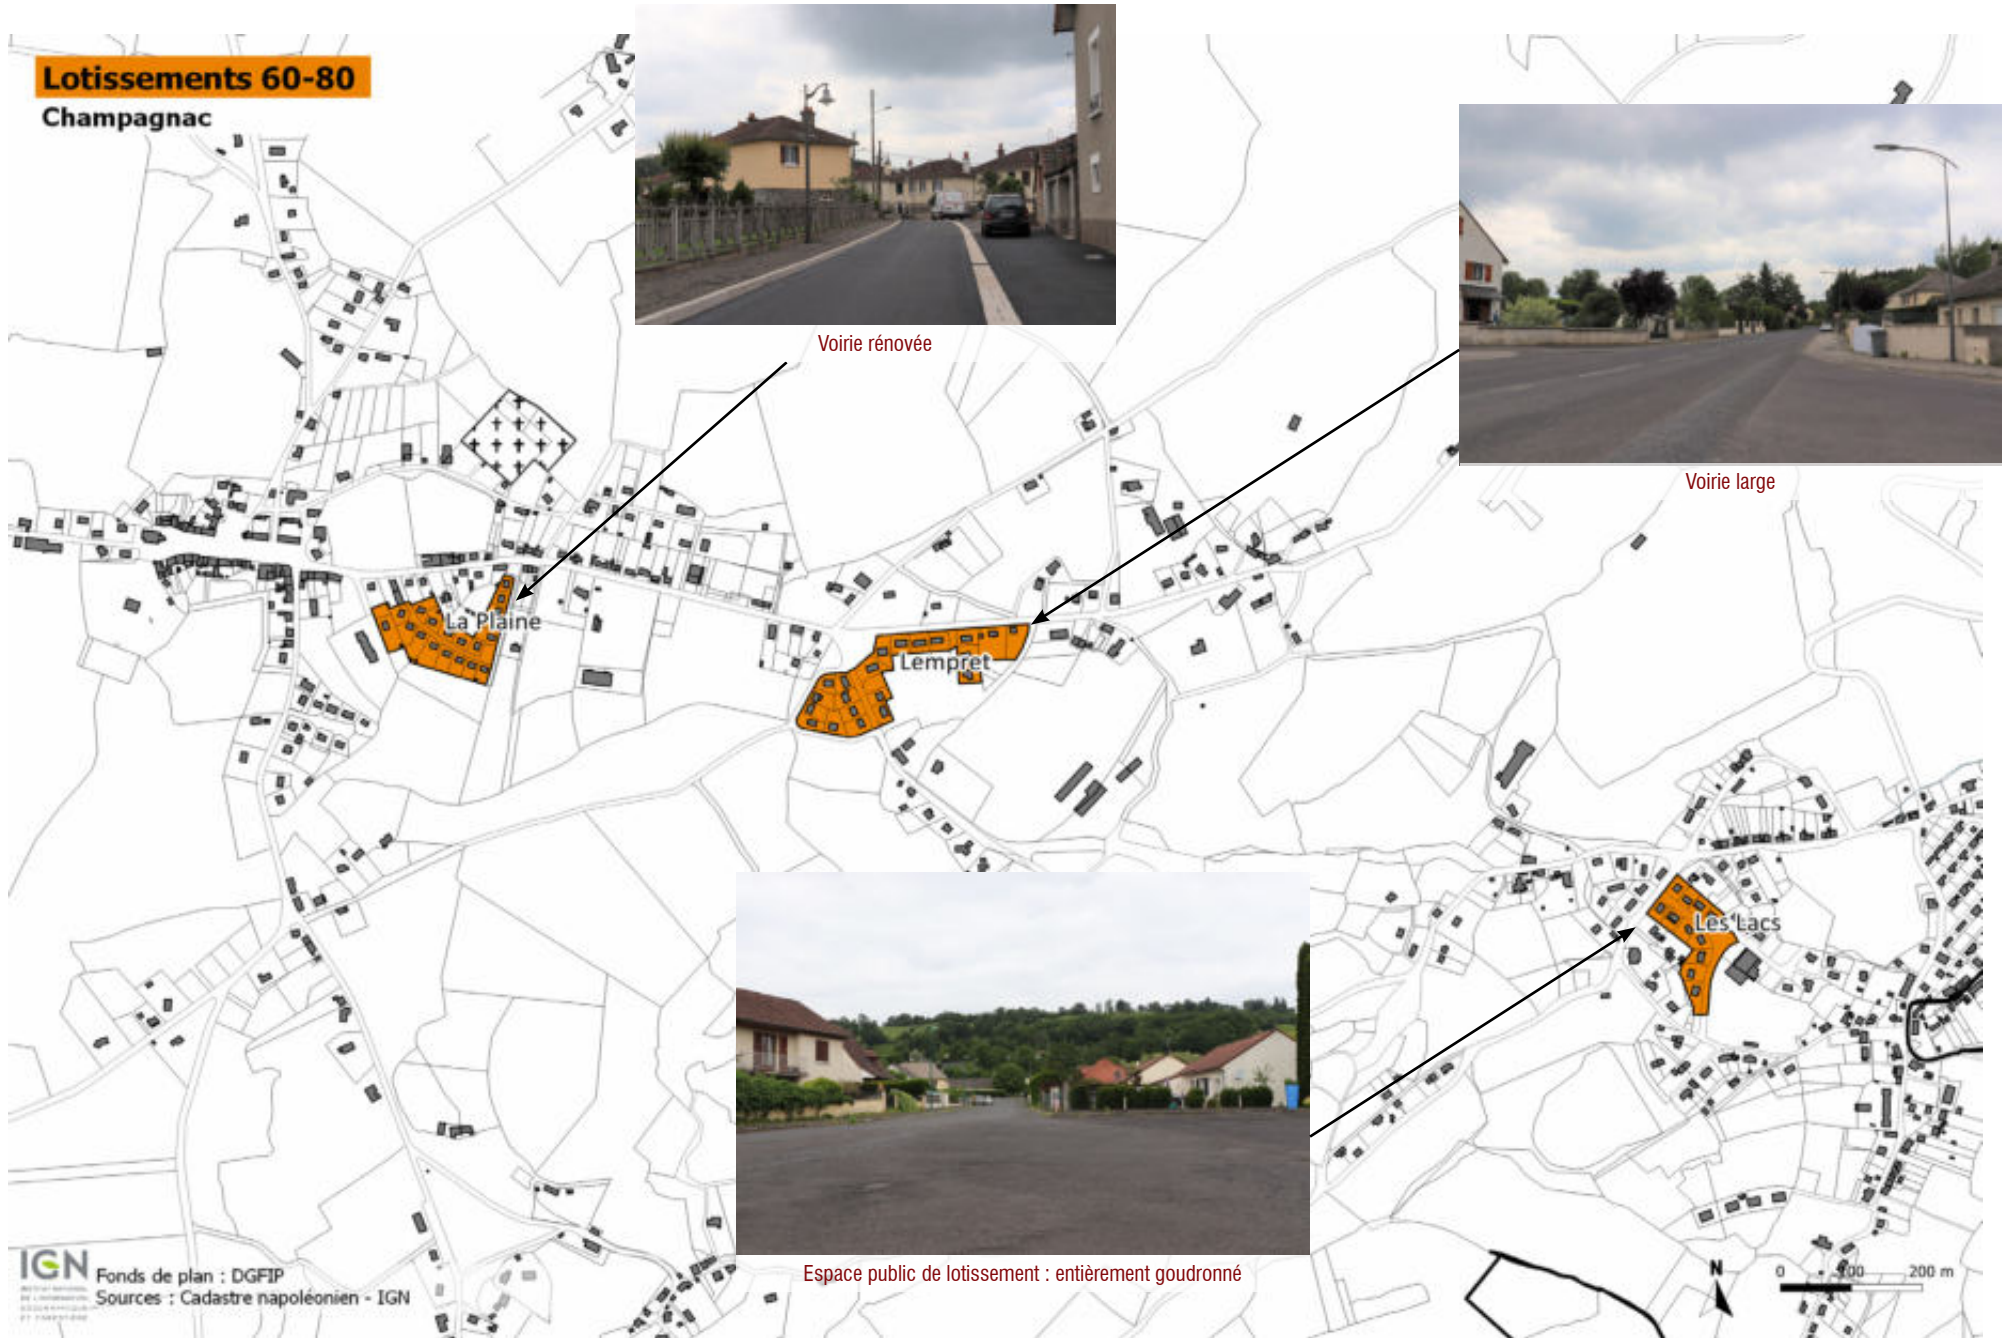 Lotissements 60-80
Champagnac
Voirie rénovée
Voirie large
La Plaine
Lempret
Les Lacs
Espace public de lotissement : entièrement goudronné
IGN
Fonds de plan : DGFIP
Sources : Cadastre napoléonien - IGN
N
0 100 200 m